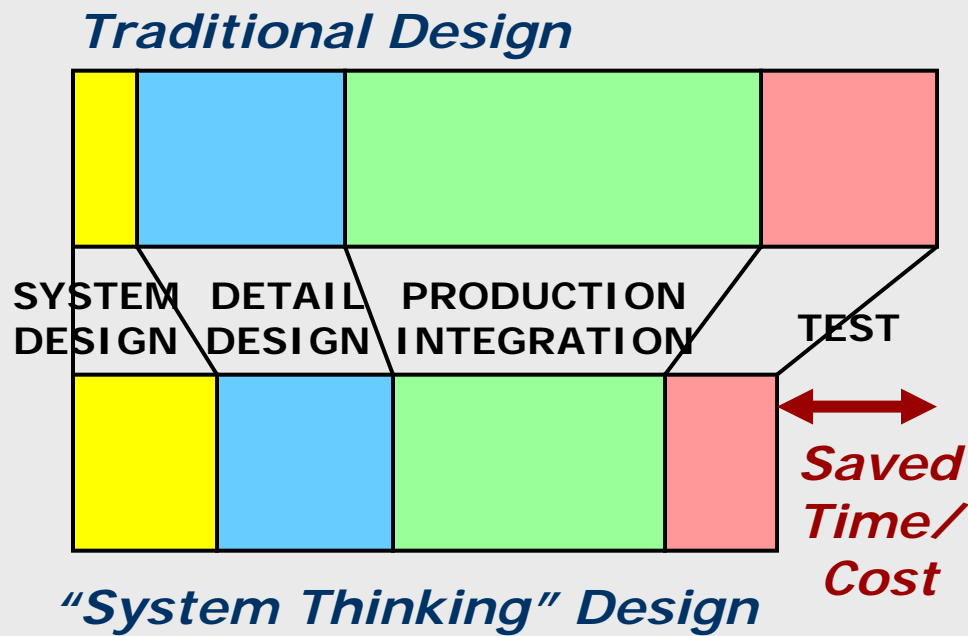 Traditional Design
SYSTEM
DESIGN
DETAIL
DESIGN
PRODUCTION
INTEGRATION
TEST
Saved
Time/
Cost
“System Thinking” Design